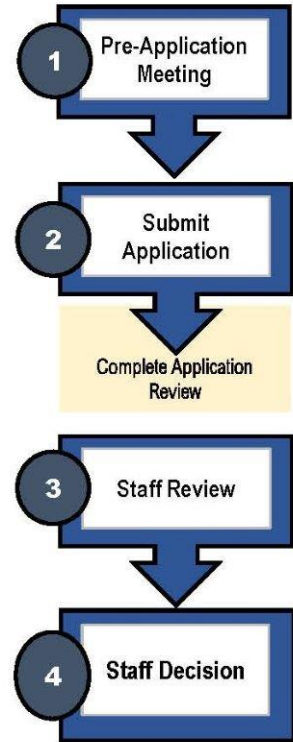 1
Pre-Application
Meeting
2
Submit
Application
Complete Application
Review
3
Staff Review
4
Staff Decision